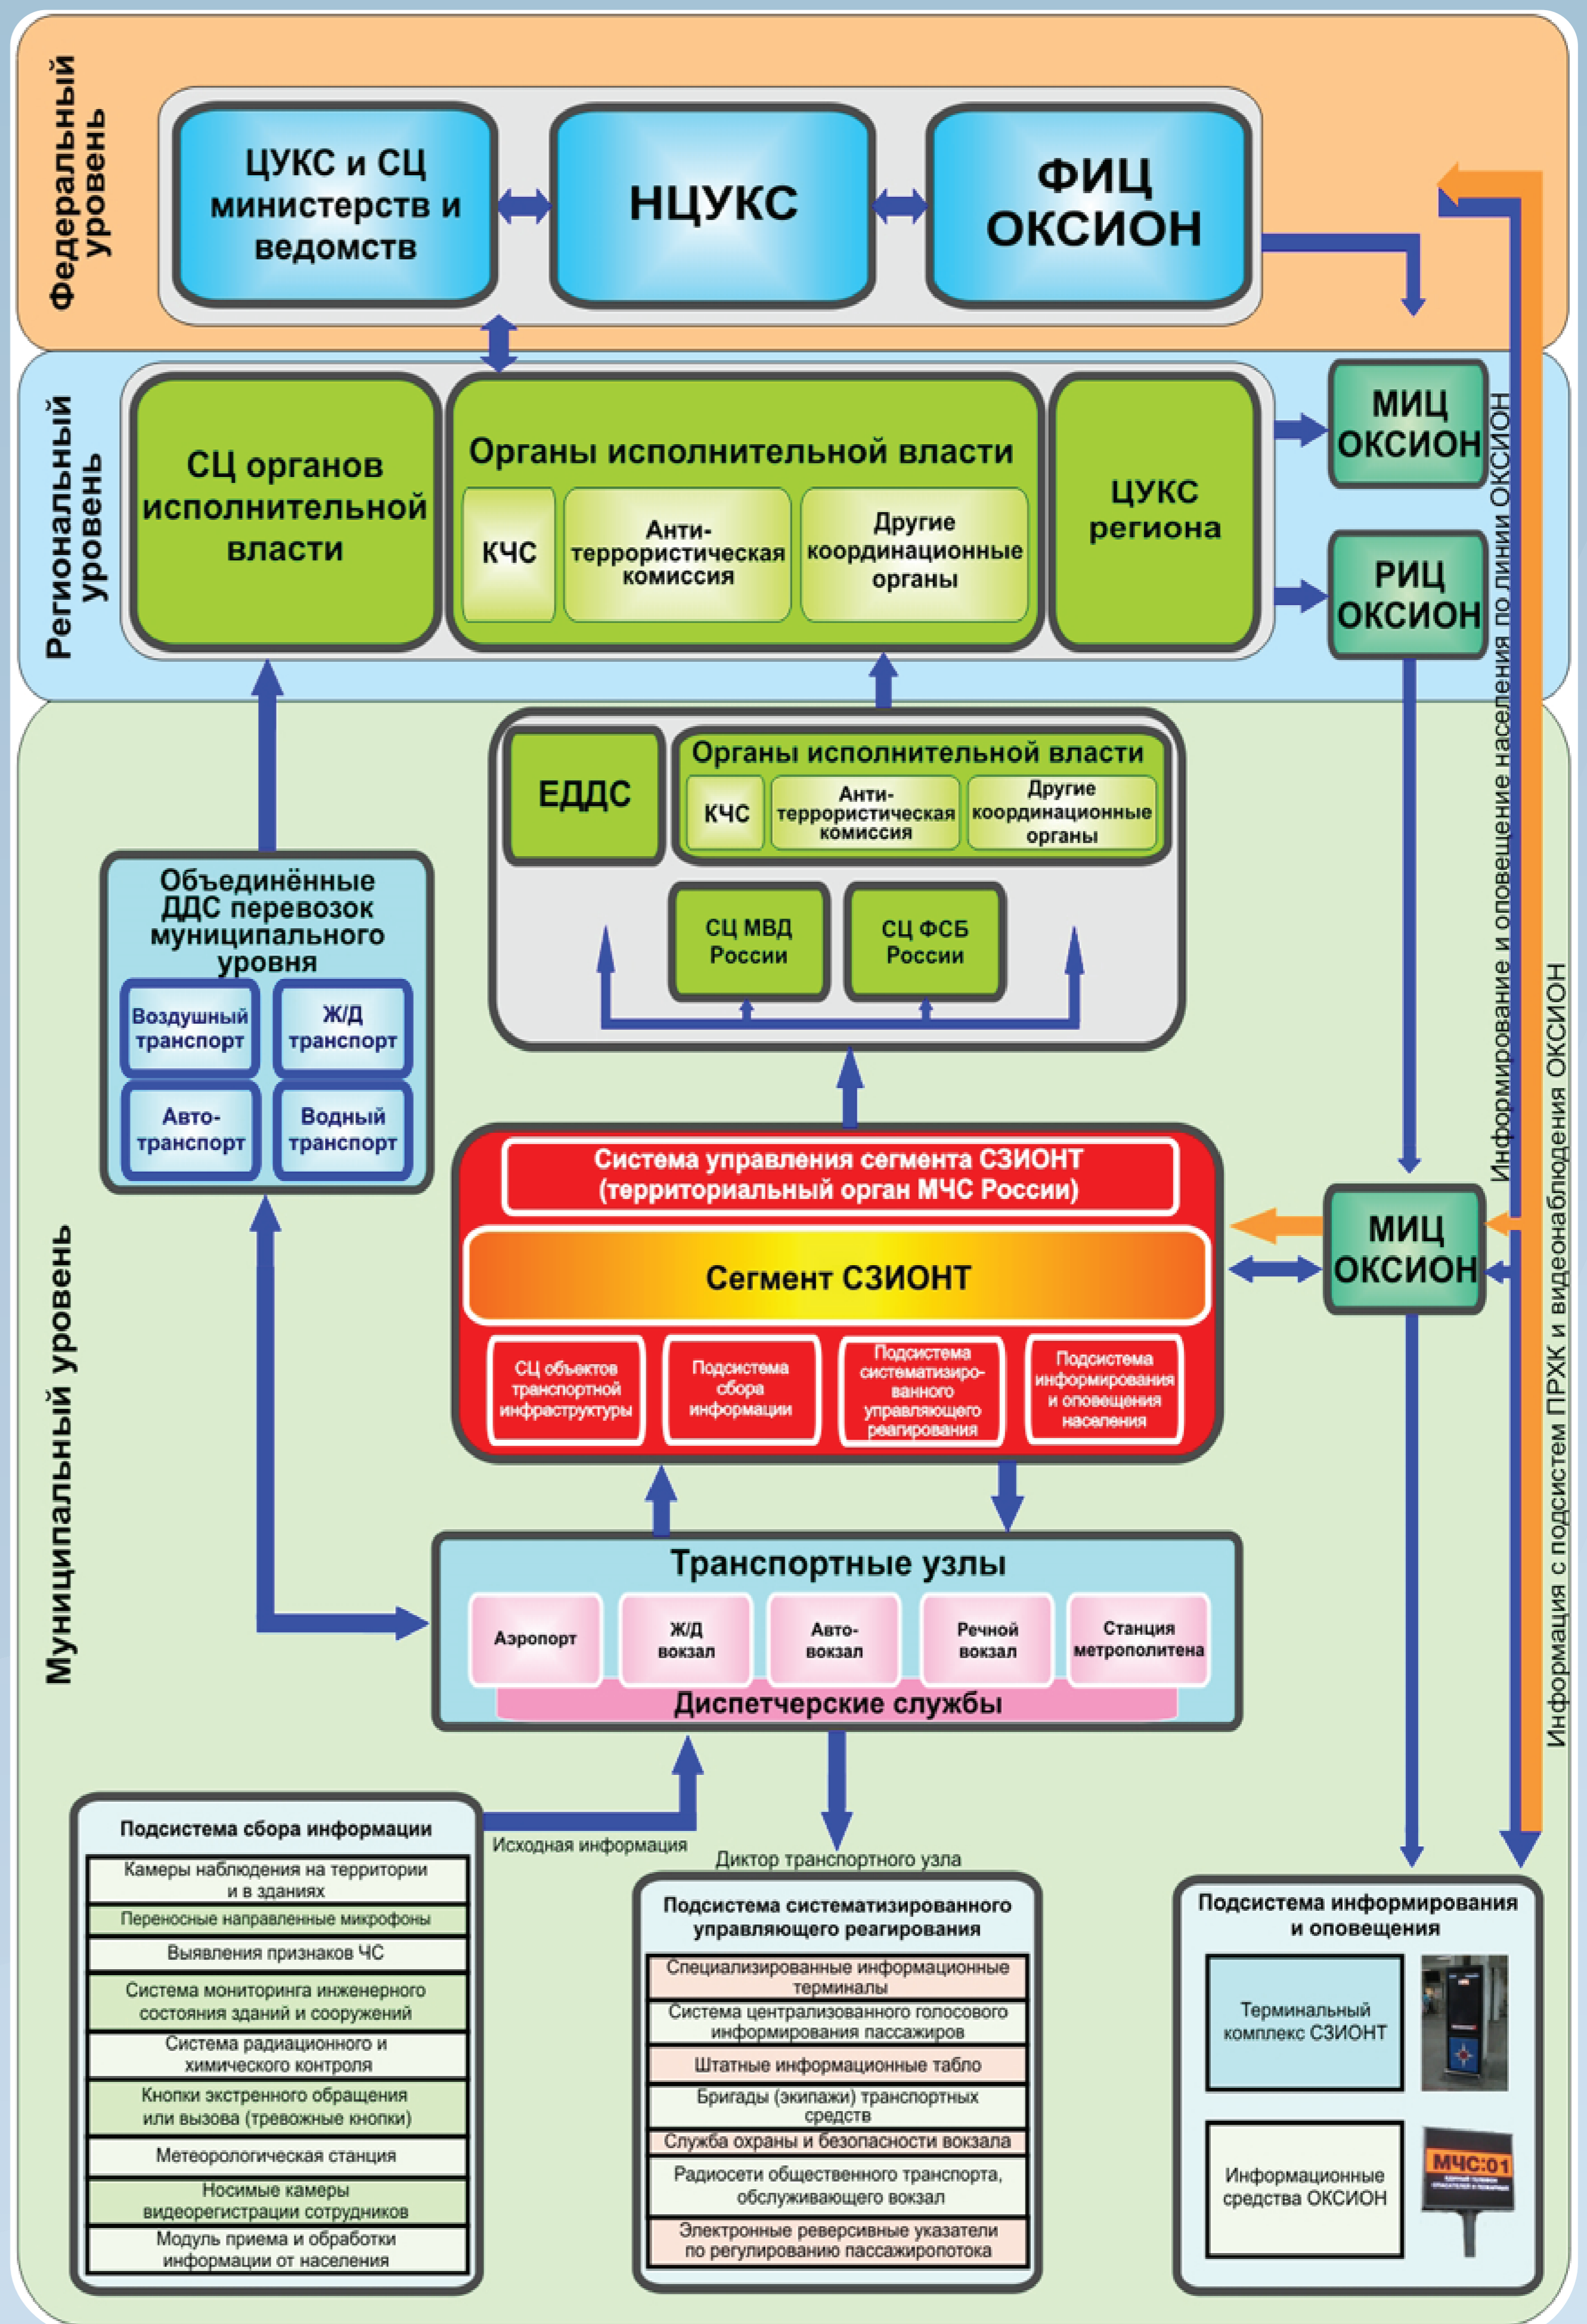 Федеральный
уровень
ЦУКС и СЦ
министерств и
ведомств
НЦУКС
ФИЦ
ОКСИОН
Региональный
уровень
СЦ органов
исполнительной
власти
Органы исполнительной власти
КЧС
Анти-
террористическая
комиссия
Другие
координационные
органы
ЦУКС
региона
МИЦ
ОКСИОН
РИЦ
ОКСИОН
Информирование и оповещение населения по линии ОКСИОН
Информация с подсистем ПРХК и видеонаблюдения ОКСИОН
Муниципальный уровень
ЕДДС
Органы исполнительной власти
КЧС
Анти-
террористическая
комиссия
Другие
координационные
органы
СЦ МВД
России
СЦ ФСБ
России
Объединённые
ДДС перевозок
муниципального
уровня
Воздушный
транспорт
Ж/Д
транспорт
Авто-
транспорт
Водный
транспорт
Система управления сегмента СЗИОНТ
(территориальный орган МЧС России)
Сегмент СЗИОНТ
СЦ объектов
транспортной
инфраструктуры
Подсистема
сбора
информации
Подсистема
систематизиро-
ванного
управляющего
реагирования
Подсистема
информирования
и оповещения
населения
МИЦ
ОКСИОН
Транспортные узлы
Аэропорт
Ж/Д
вокзал
Авто-
вокзал
Речной
вокзал
Станция
метрополитена
Диспетчерские службы
Исходная информация
Диктор транспортного узла
Подсистема сбора информации
Камеры наблюдения на территории
и в зданиях
Переносные направленные микрофоны
Выявления признаков ЧС
Система мониторинга инженерного
состояния зданий и сооружений
Система радиационного и
химического контроля
Кнопки экстренного обращения
или вызова (тревожные кнопки)
Метеорологическая станция
Носимые камеры
видеорегистрации сотрудников
Модуль приема и обработки
информации от населения
Подсистема систематизированного
управляющего реагирования
Специализированные информационные
терминалы
Система централизованного голосового
информирования пассажиров
Штатные информационные табло
Бригады (экипажи) транспортных
средств
Служба охраны и безопасности вокзала
Радиосети общественного транспорта,
обслуживающего вокзал
Электронные реверсивные указатели
по регулированию пассажиропотока
Подсистема информирования
и оповещения
Терминальный
комплекс СЗИОНТ
Информационные
средства ОКСИОН
МЧС:01
ЕДИНЫЙ ТЕЛЕФОН
СПАСАТЕЛЕЙ И ПОЖАРНЫХ